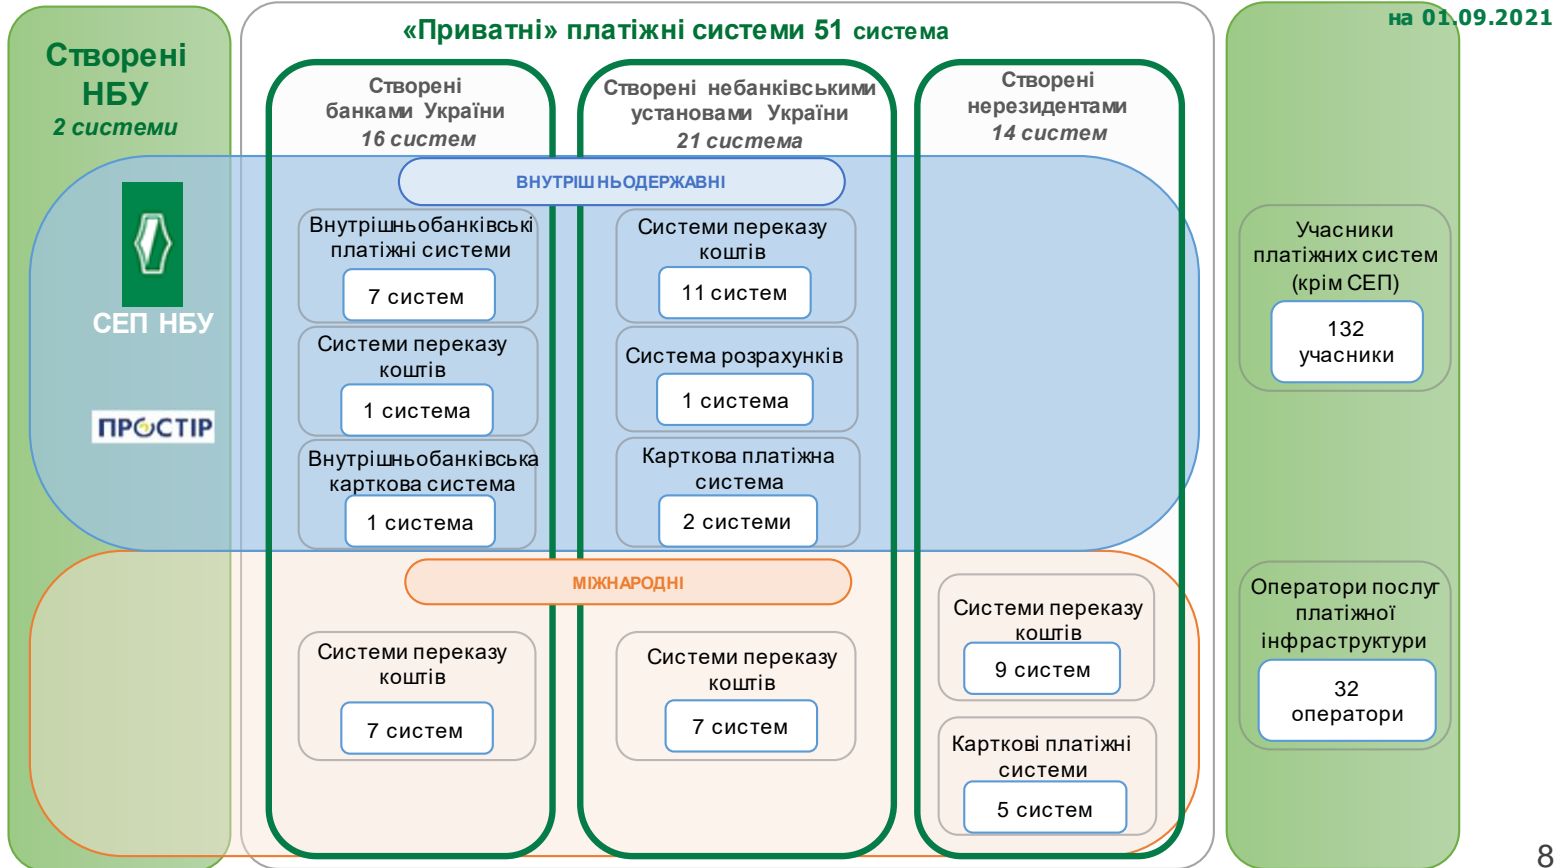 на 01.09.2021
«Приватні» платіжні системи 51 система
Створені
НБУ
2 системи
СЕП НБУ
ПРОСТІР
Створені
банками України
16 систем
Створені небанківськими
установами України
21 система
Створені
нерезидентами
14 систем
ВНУТРІШНЬОДЕРЖАВНІ
Внутрішньобанківські
платіжні системи
7 систем
Системи переказу
коштів
1 система
Внутрішньобанківська
карткова система
1 система
Системи переказу
коштів
11 систем
Система розрахунків
1 система
Карткова платіжна
система
2 системи
МІЖНАРОДНІ
Системи переказу
коштів
7 систем
Системи переказу
коштів
7 систем
Системи переказу
коштів
9 систем
Карткові платіжні
системи
5 систем
Учасники
платіжних систем
(крім СЕП)
132
учасники
Оператори послуг
платіжної
інфраструктури
32
оператори
8